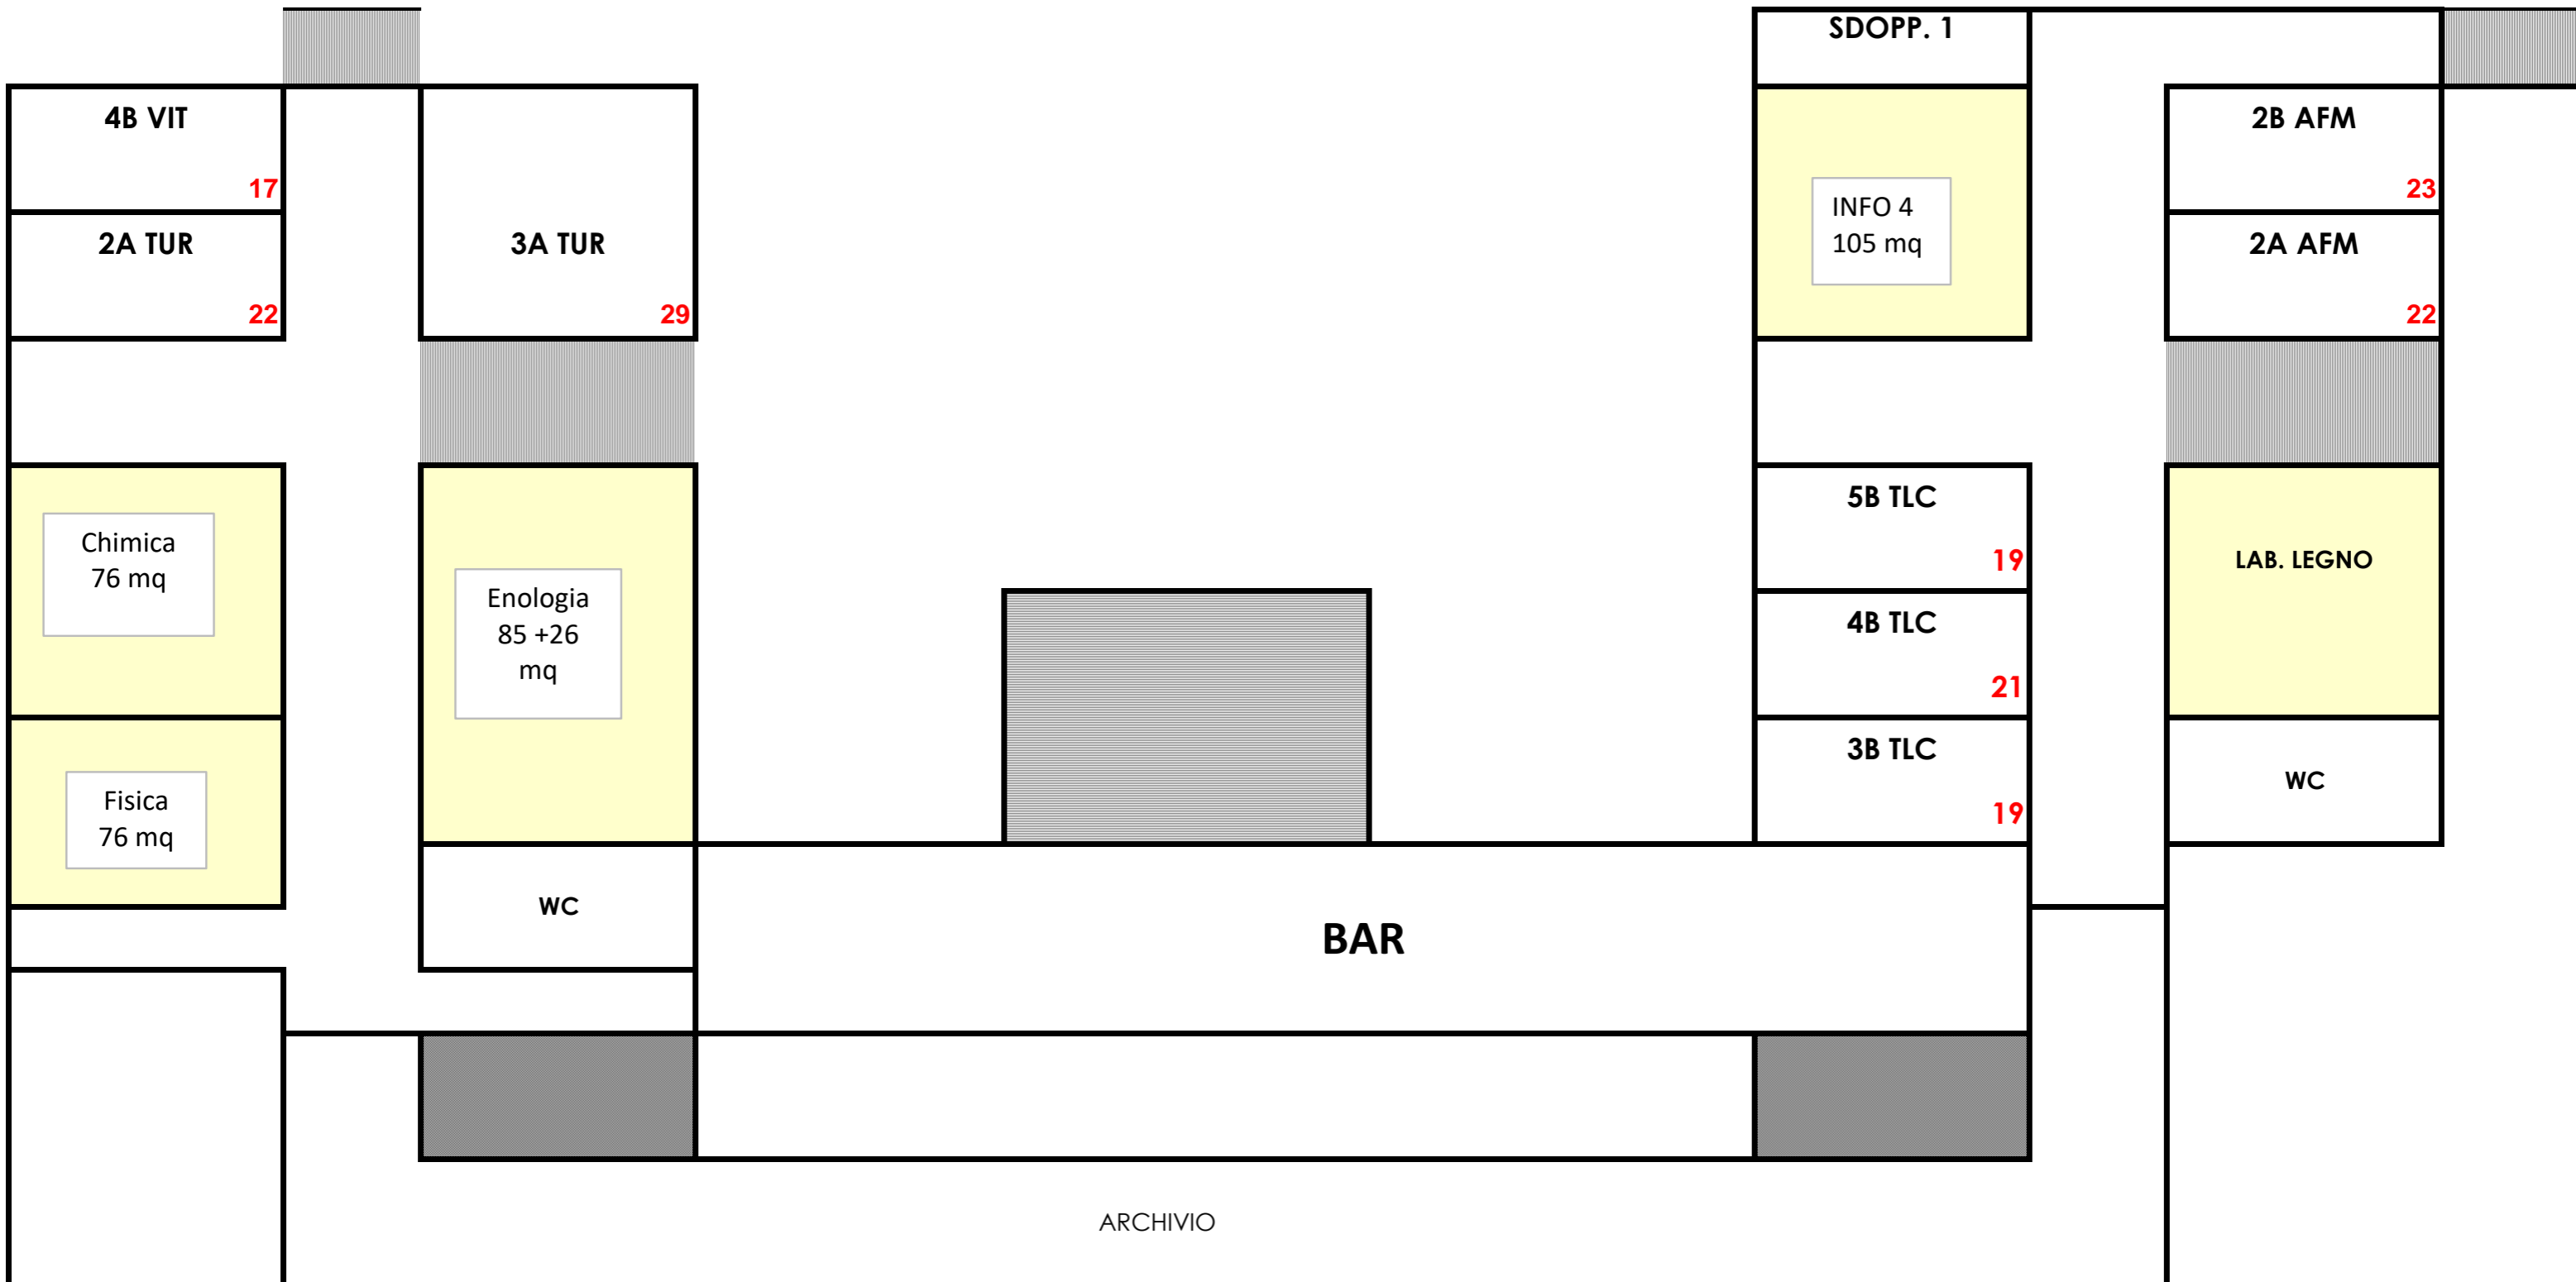 SDOPP. 1
4B VIT
17
2A TUR
22
3A TUR
29
INFO 4
105 mq
2B AFM
23
2A AFM
22
Chimica
76 mq
Fisica
76 mq
Enologia
85 +26
mq
WC
5B TLC
19
4B TLC
21
3B TLC
19
LAB. LEGNO
WC
BAR
ARCHIVIO